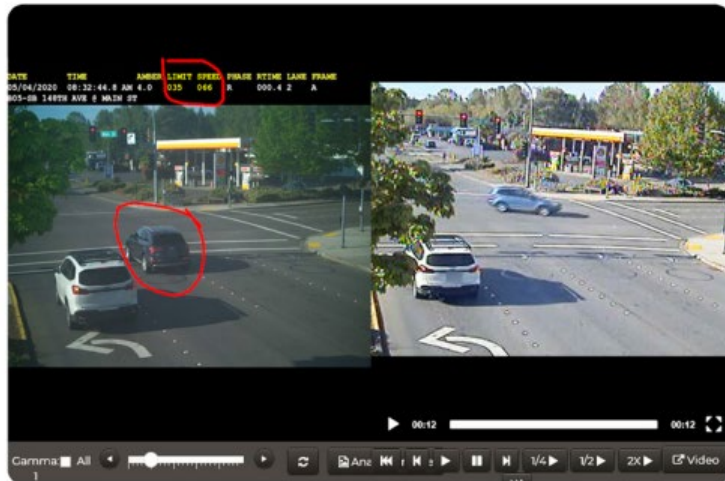 DATE TIME AMBER LIMIT SPEED PHASE RTIME LANE FRAME
05/04/2020 08:32:44.8 AM 4.0 035 066 R 000.4 2 A
805-SB 148TH AVE @ MAIN ST
00:12 00:12
Gamma: All
1
Ana
1/4
1/2
2X
Video